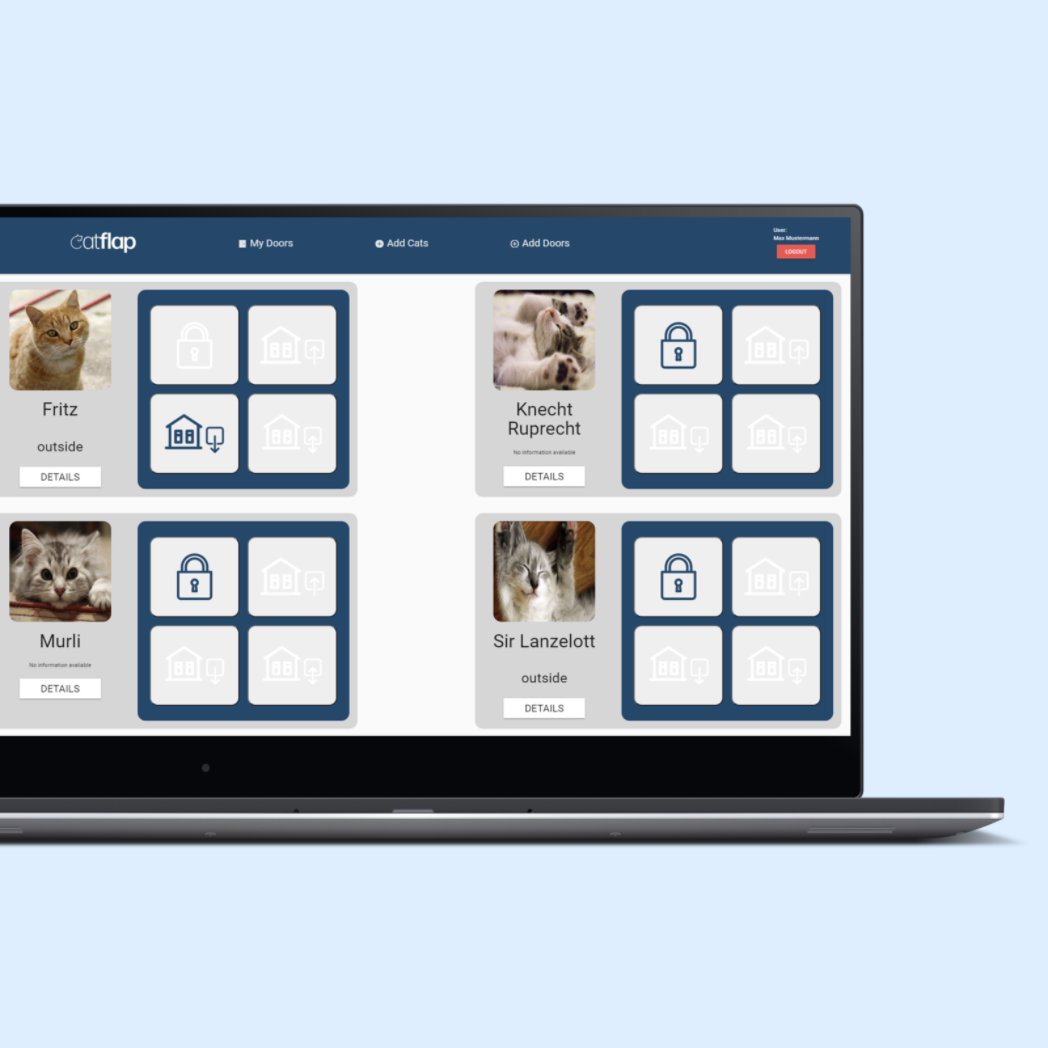 catflap
My Doors
Add Cats
Add Doors
User:
Max Mustermann
LOGOUT
Fritz
outside
DETAILS
Knecht
Ruprecht
No information available
DETAILS
Murli
No information available
DETAILS
Sir Lanzelott
outside
DETAILS